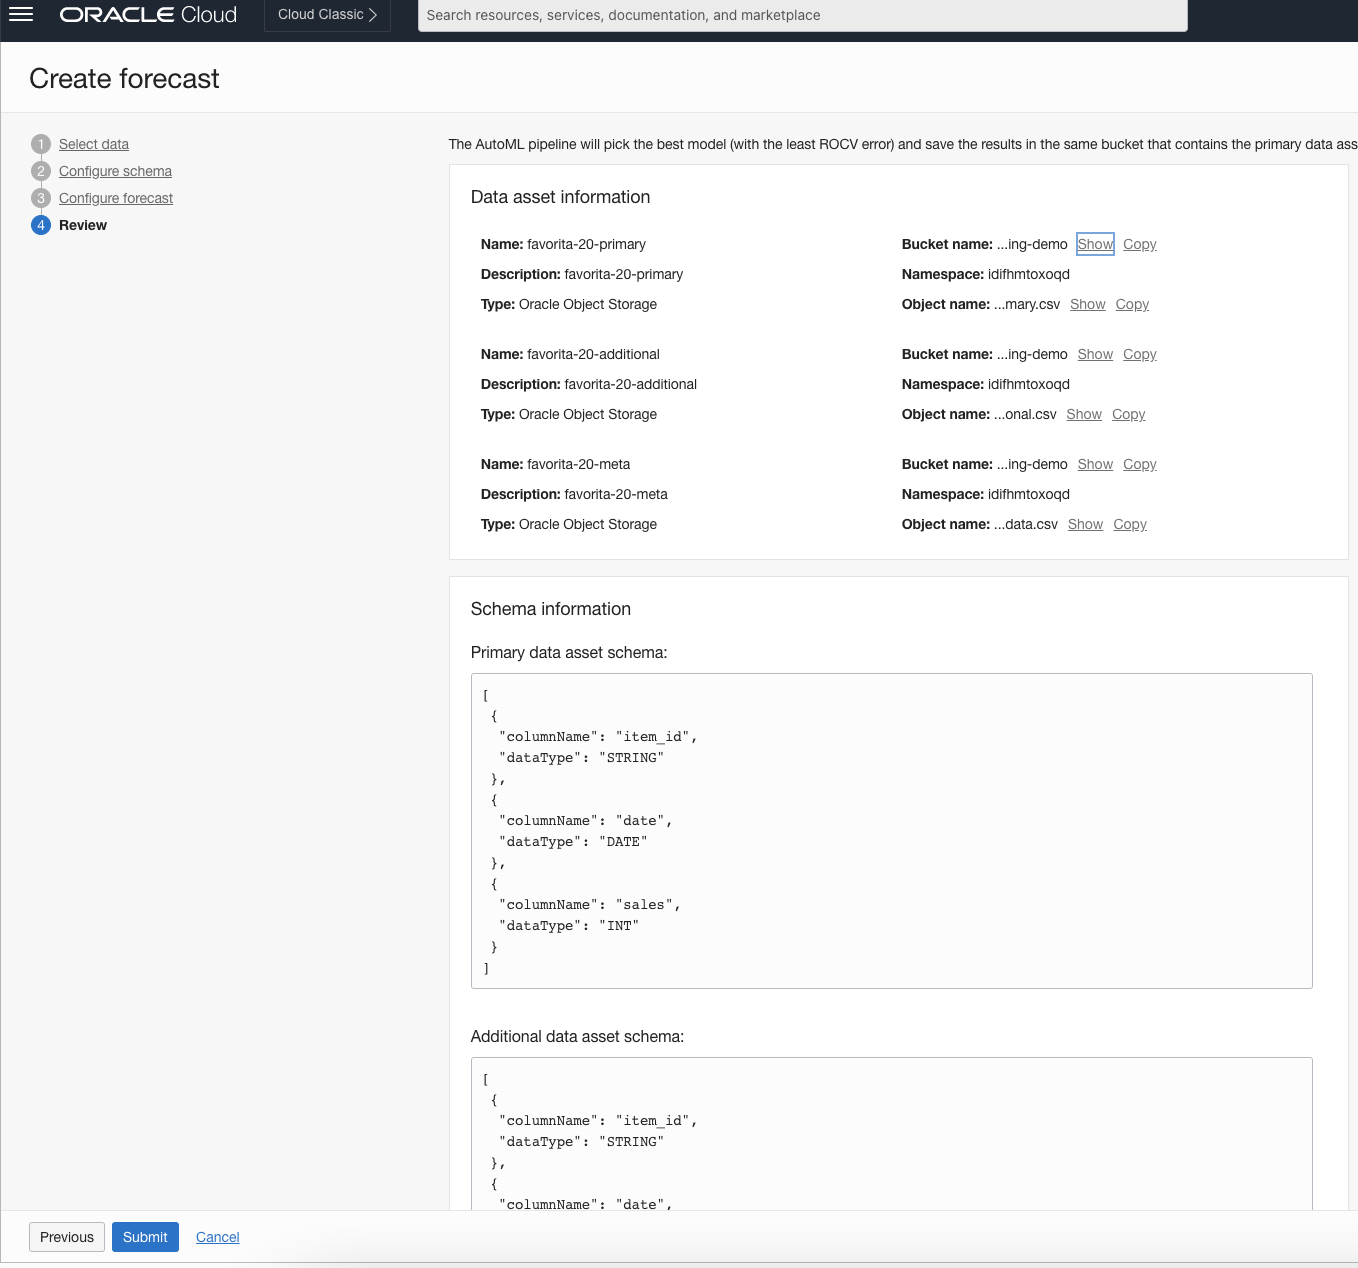 ORACLE Cloud
Cloud Classic
Search resources, services, documentation, and marketplace
Create forecast
1 Select data
2 Configure schema
3 Configure forecast
4 Review
The AutoML pipeline will pick the best model (with the least ROCV error) and save the results in the same bucket that contains the primary data ass
Data asset information
Name: favorita-20-primary
Description: favorita-20-primary
Type: Oracle Object Storage
Bucket name: ...ing-demo Show Copy
Namespace: idifhmtoxoqd
Object name: ...mary.csv Show Copy
Name: favorita-20-additional
Description: favorita-20-additional
Type: Oracle Object Storage
Bucket name: ...ing-demo Show Copy
Namespace: idifhmtoxoqd
Object name: ...onal.csv Show Copy
Name: favorita-20-meta
Description: favorita-20-meta
Type: Oracle Object Storage
Bucket name: ...ing-demo Show Copy
Namespace: idifhmtoxoqd
Object name: ...data.csv Show Copy
Schema information
Primary data asset schema:
[
{
"columnName": "item_id",
"dataType": "STRING"
},
{
"columnName": "date",
"dataType": "DATE"
},
{
"columnName": "sales",
"dataType": "INT"
}
]
Additional data asset schema:
[
{
"columnName": "item_id",
"dataType": "STRING"
},
{
"columnName": "date",
Previous
Submit
Cancel